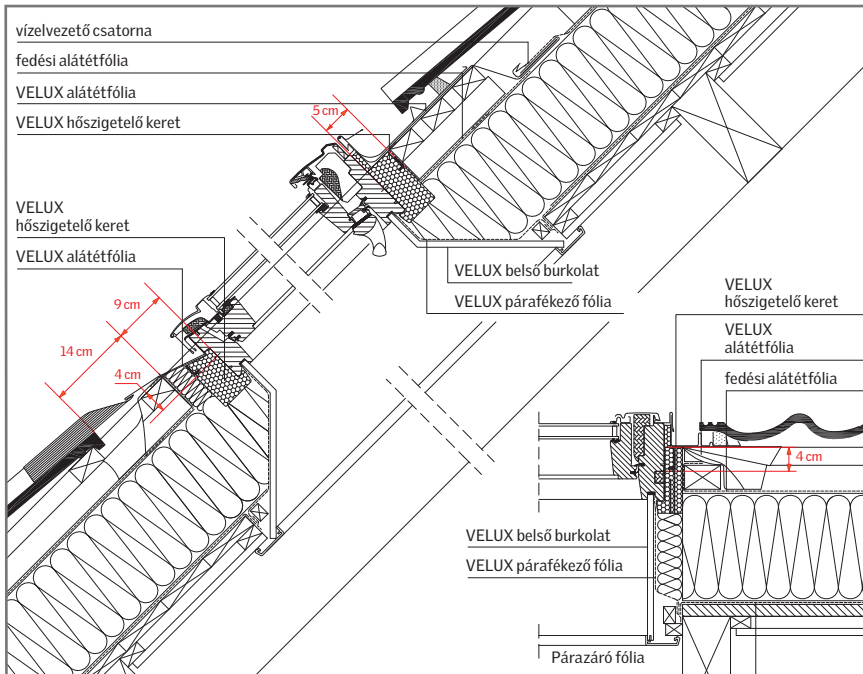 vízelvezető csatorna
fedési alátétfólia
VELUX alátétfólia
VELUX hőszigetelő keret
5 cm
VELUX
hőszigetelő keret
VELUX alátétfólia
9 cm
14 cm
4 cm
VELUX belső burkolat
VELUX párafékező fólia
VELUX
hőszigetelő keret
VELUX
alátétfólia
fedési alátétfólia
4 cm
VELUX belső burkolat
VELUX párafékező fólia
Párazáró fólia